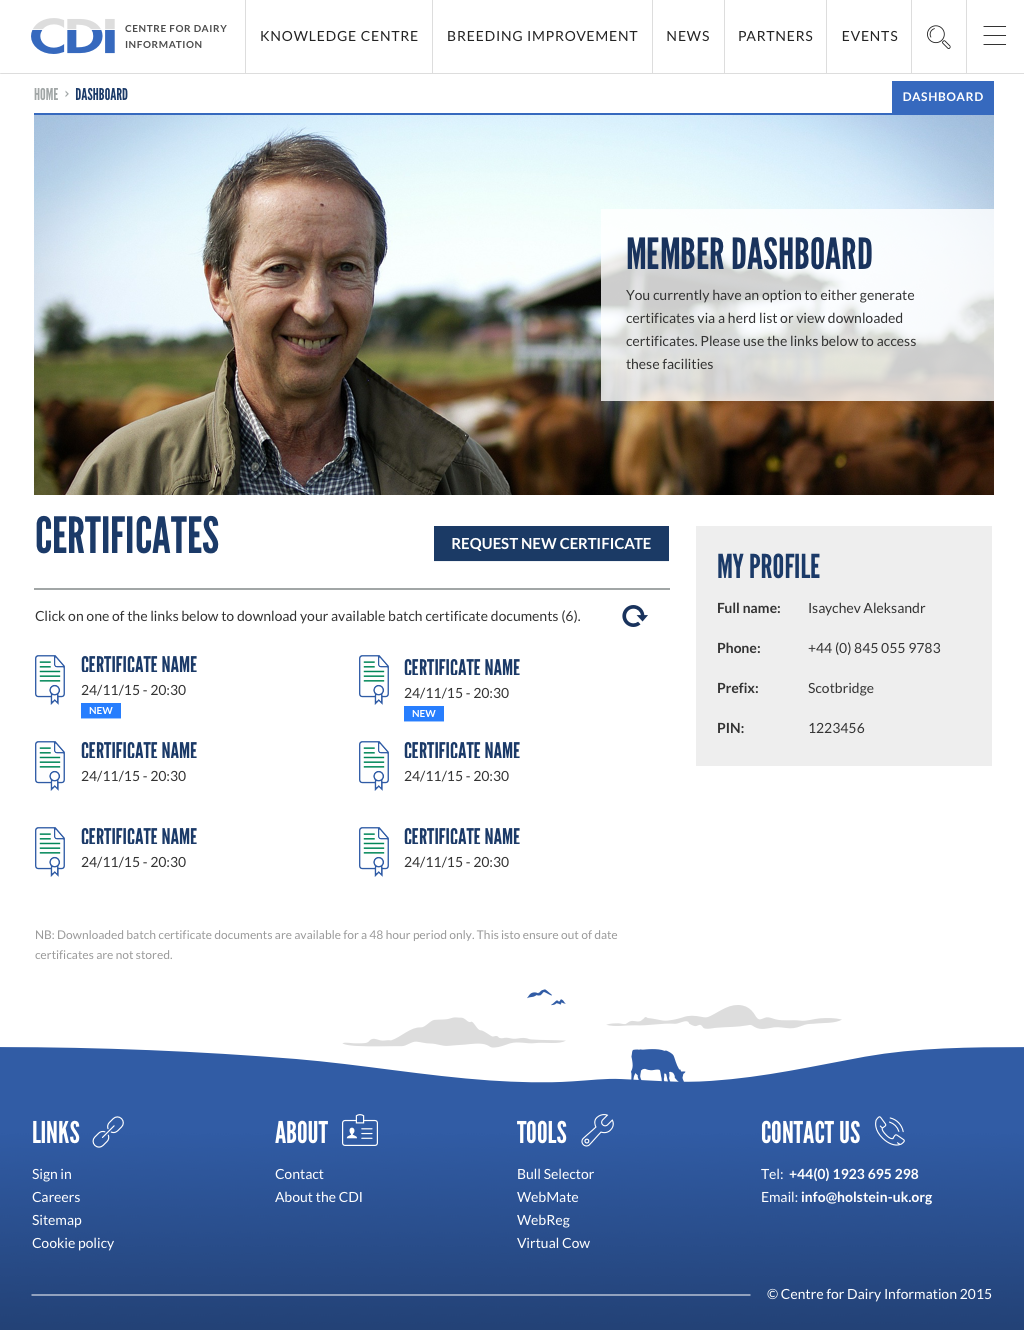 CDI
CENTRE FOR DAIRY
INFORMATION
KNOWLEDGE CENTRE
BREEDING IMPROVEMENT
NEWS
PARTNERS
EVENTS
HOME > DASHBOARD
DASHBOARD
MEMBER DASHBOARD
You currently have an option to either generate
certificates via a herd list or view downloaded
certificates. Please use the links below to access
these facilities
CERTIFICATES
REQUEST NEW CERTIFICATE
Click on one of the links below to download your available batch certificate documents (6).
CERTIFICATE NAME
24/11/15 - 20:30
NEW
CERTIFICATE NAME
24/11/15 - 20:30
NEW
CERTIFICATE NAME
24/11/15 - 20:30
CERTIFICATE NAME
24/11/15 - 20:30
CERTIFICATE NAME
24/11/15 - 20:30
CERTIFICATE NAME
24/11/15 - 20:30
NB: Downloaded batch certificate documents are available for a 48 hour period only. This isto ensure out of date
certificates are not stored.
MY PROFILE
Full name: Isaychev Aleksandr
Phone: +44 (0) 845 055 9783
Prefix: Scotbridge
PIN: 1223456
LINKS
Sign in
Careers
Sitemap
Cookie policy
ABOUT
Contact
About the CDI
TOOLS
Bull Selector
WebMate
WebReg
Virtual Cow
CONTACT US
Tel: +44(0) 1923 695 298
Email: info@holstein-uk.org
© Centre for Dairy Information 2015